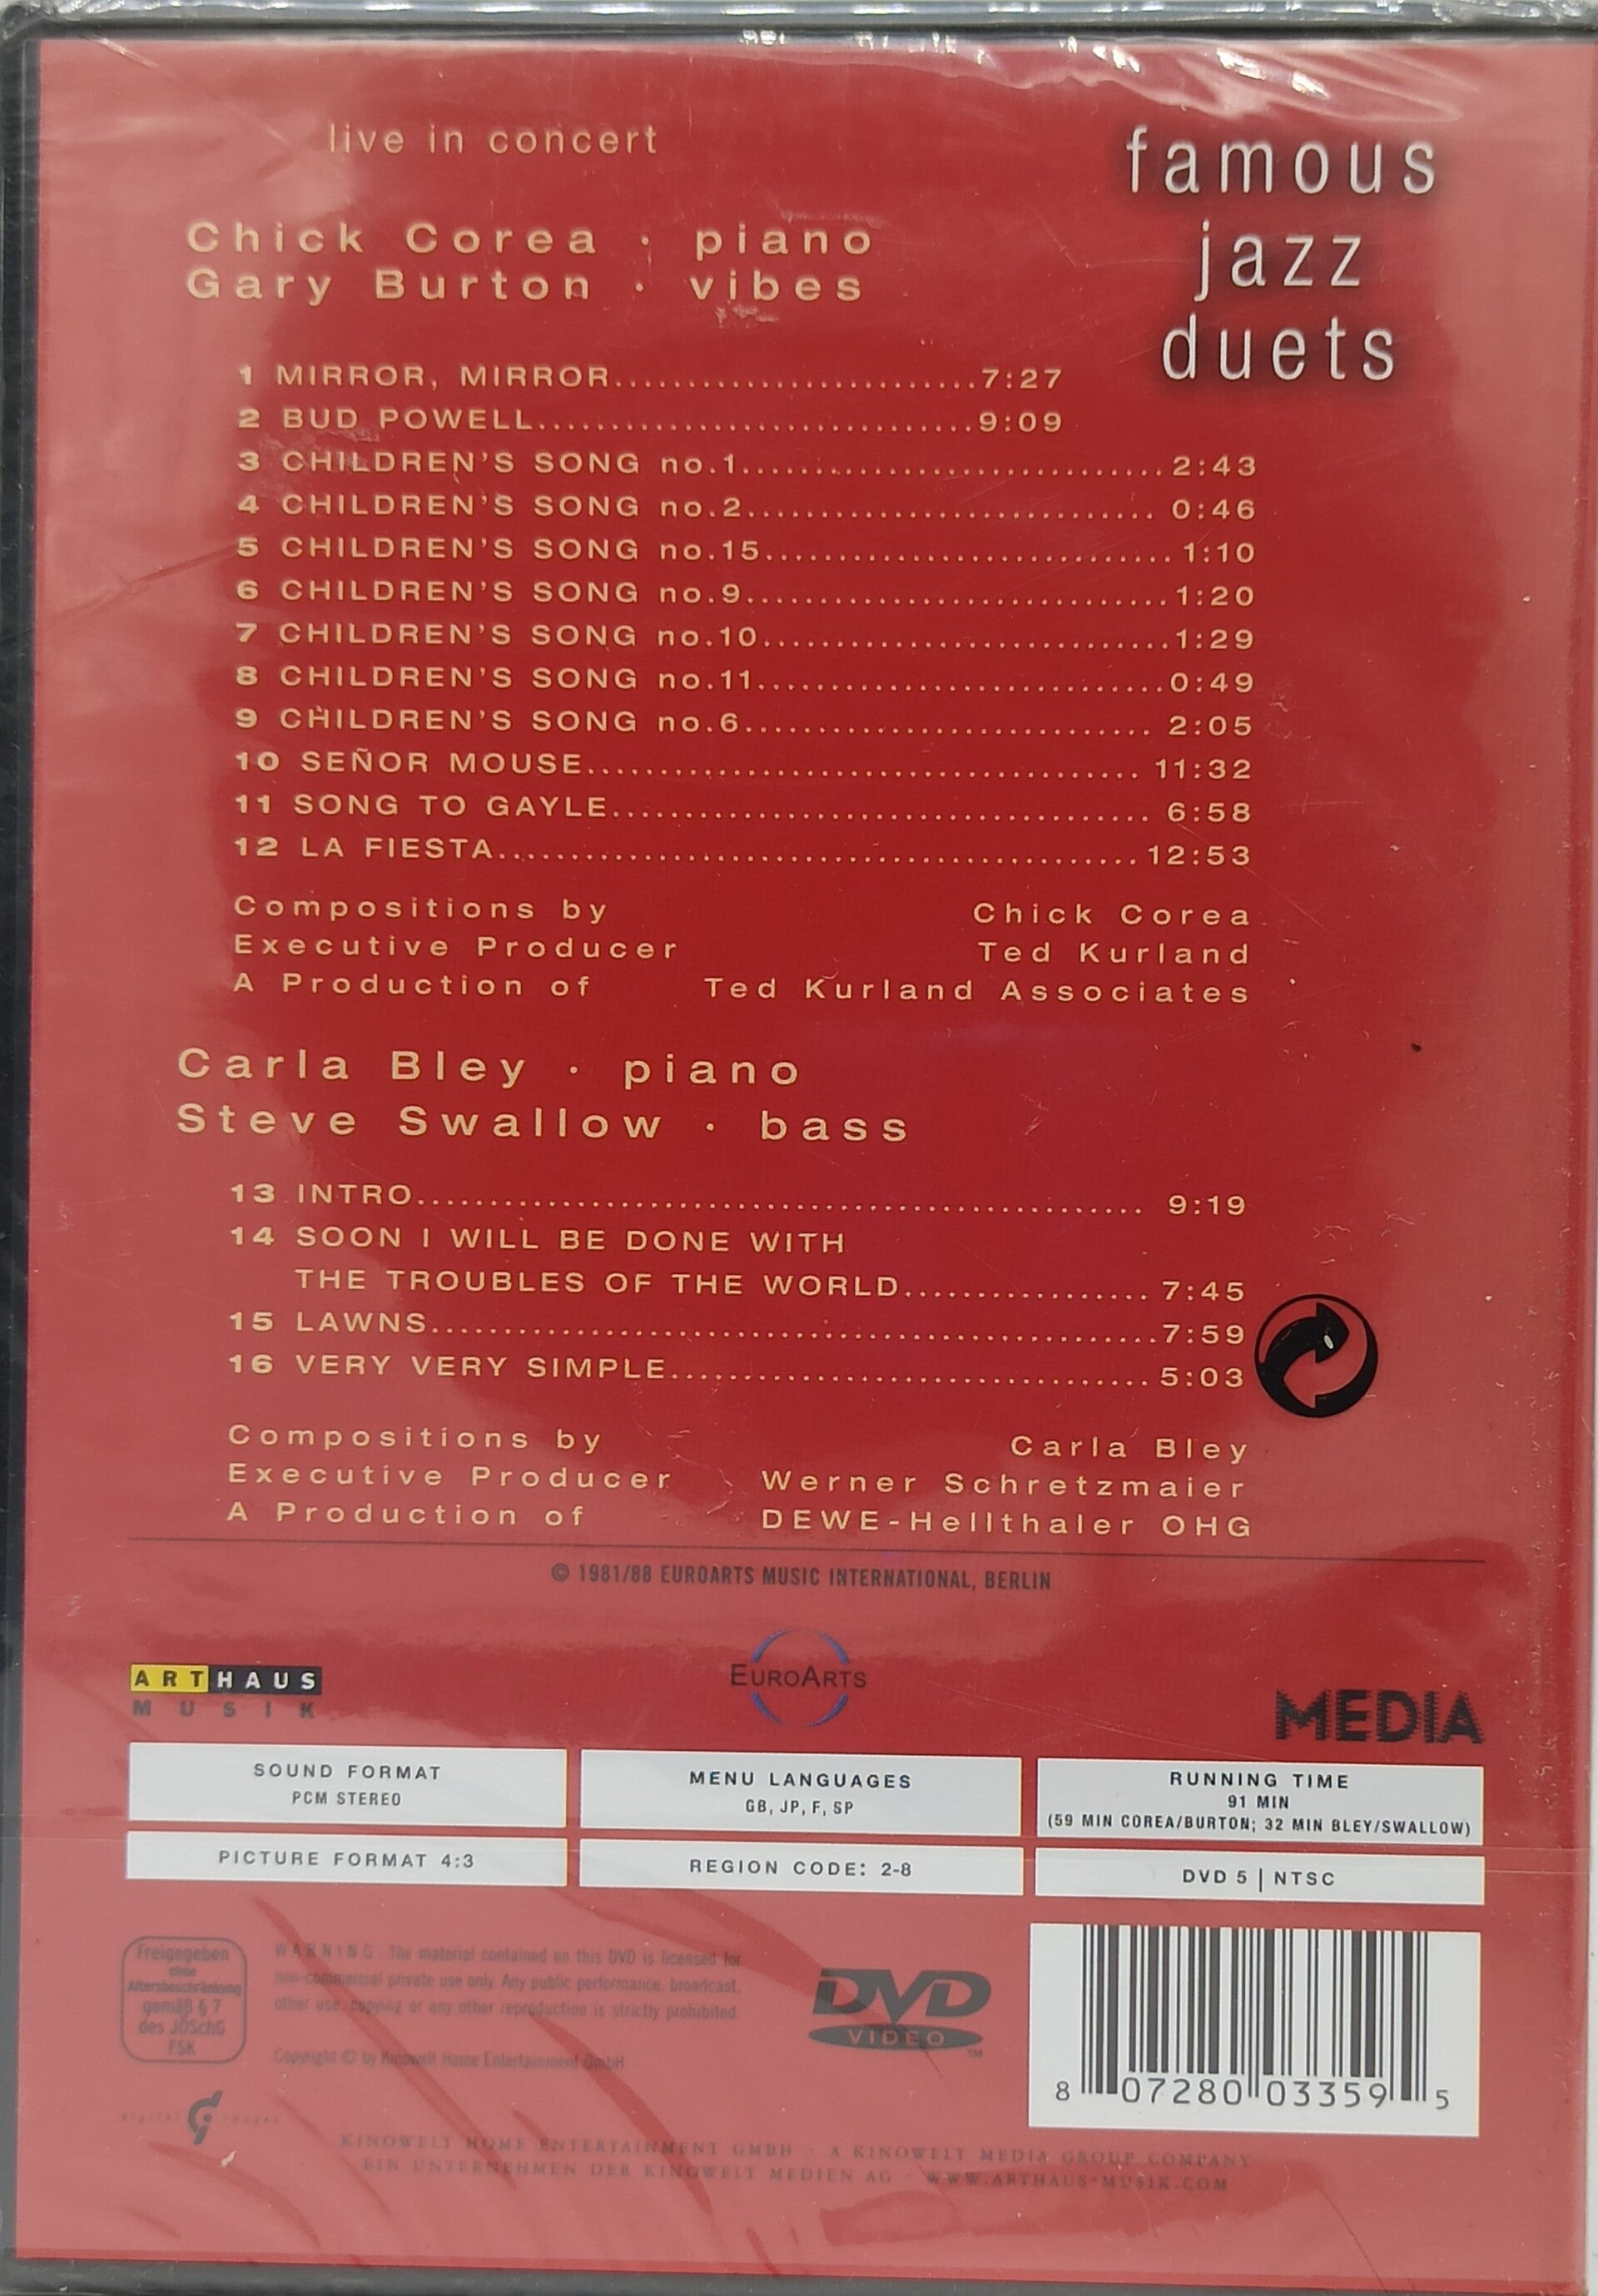 live in concert
famous
jazz
duets
Chick Corea · piano
Gary Burton · vibes
1 MIRROR, MIRROR.........................7:27
2 BUD POWELL..............................9:09
3 CHILDREN'S SONG no.1.............................2:43
4 CHILDREN'S SONG no.2............................ 0:46
5 CHILDREN'S SONG no.15............................ 1:10
6 CHILDREN'S SONG no.9.............................1:20
7 CHILDREN'S SONG no.10............................1:29
8 CHILDREN'S SONG no.11............................0:49
9 CHILDREN'S SONG no.6............................ 2:05
10 SEÑOR MOUSE...................................... 11:32
11 SONG TO GAYLE..................................... 6:58
12 LA FIESTA............................................12:53
Compositions by Chick Corea
Executive Producer Ted Kurland
A Production of Ted Kurland Associates
Carla Bley · piano
Steve Swallow · bass
13 INTRO.................................................. 9:19
14 SOON I WILL BE DONE WITH
THE TROUBLES OF THE WORLD................. 7:45
15 LAWNS..................................................7:59
16 VERY VERY SIMPLE................................. 5:03
Compositions by Carla Bley
Executive Producer Werner Schretzmaier
A Production of DEWE-Hellthaler OHG
© 1981/88 EUROARTS MUSIC INTERNATIONAL, BERLIN
ARTHAUS
MUSIK
EUROARTS
MEDIA
SOUND FORMAT
PCM STEREO
MENU LANGUAGES
GB, JP, F, SP
RUNNING TIME
91 MIN
(59 MIN COREA/BURTON; 32 MIN BLEY/SWALLOW)
PICTURE FORMAT 4:3
REGION CODE: 2-8
DVD 5 | NTSC
Freigegeben
ohne
Altersbeschränkung
gemäß § 7
des JÖSchG
FSK
WARNING: The material contained on this DVD is licensed for
non-commercial private use only. Any public performance, broadcast,
other use, copying or any other reproduction is strictly prohibited.
Copyright © by Kinowelt Home Entertainment GmbH
DVD
VIDEO
TM
8 07280 03359 5
digital images
KINOWELT HOME ENTERTAINMENT GMBH · A KINOWELT MEDIA GROUP COMPANY
EIN UNTERNEHMEN DER KINOWELT MEDIEN AG · WWW.ARTHAUS-MUSIK.COM